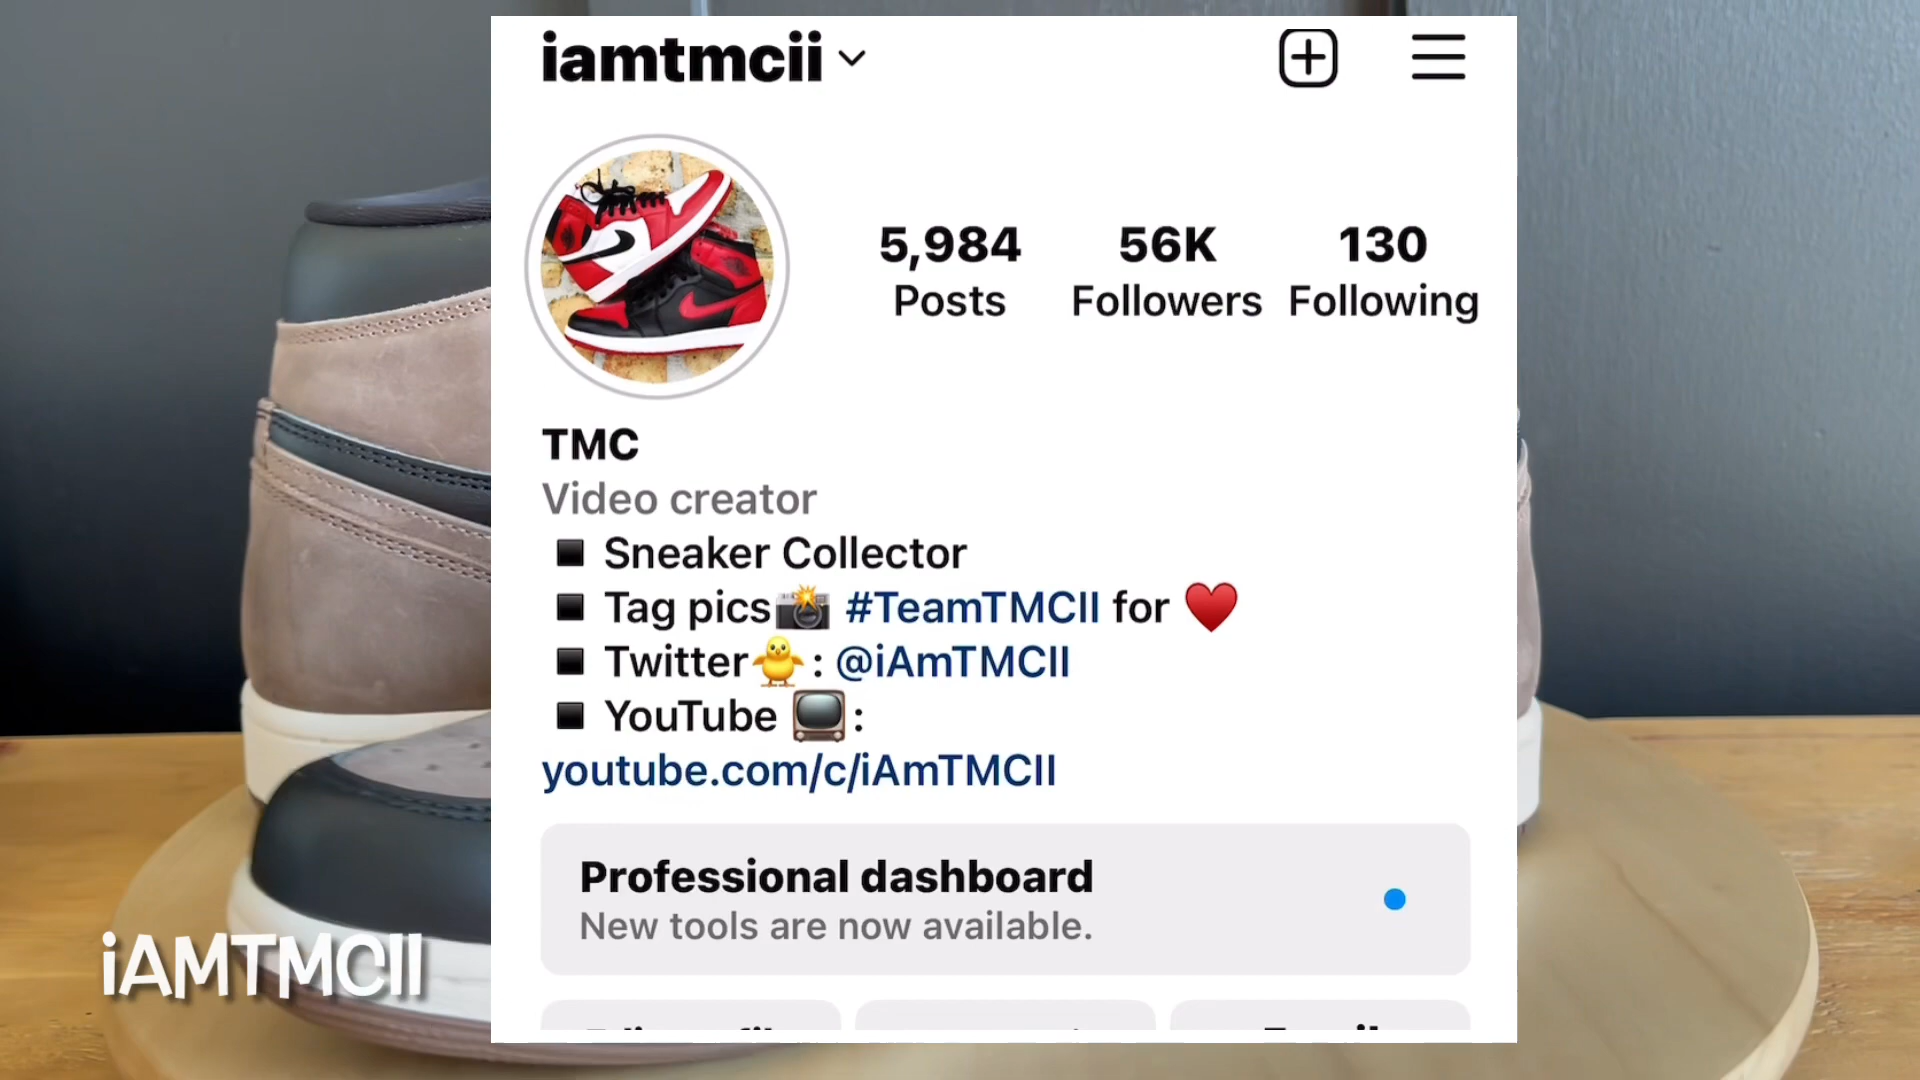 iamtmcii
5,984 56K 130
Posts Followers Following
TMC
Video creator
▪️ Sneaker Collector
▪️ Tag pics📸 #TeamTMCII for ♥️
▪️ Twitter🐥: @iAmTMCII
▪️ YouTube 📺:
youtube.com/c/iAmTMCII
Professional dashboard
New tools are now available.
iAMTMCII